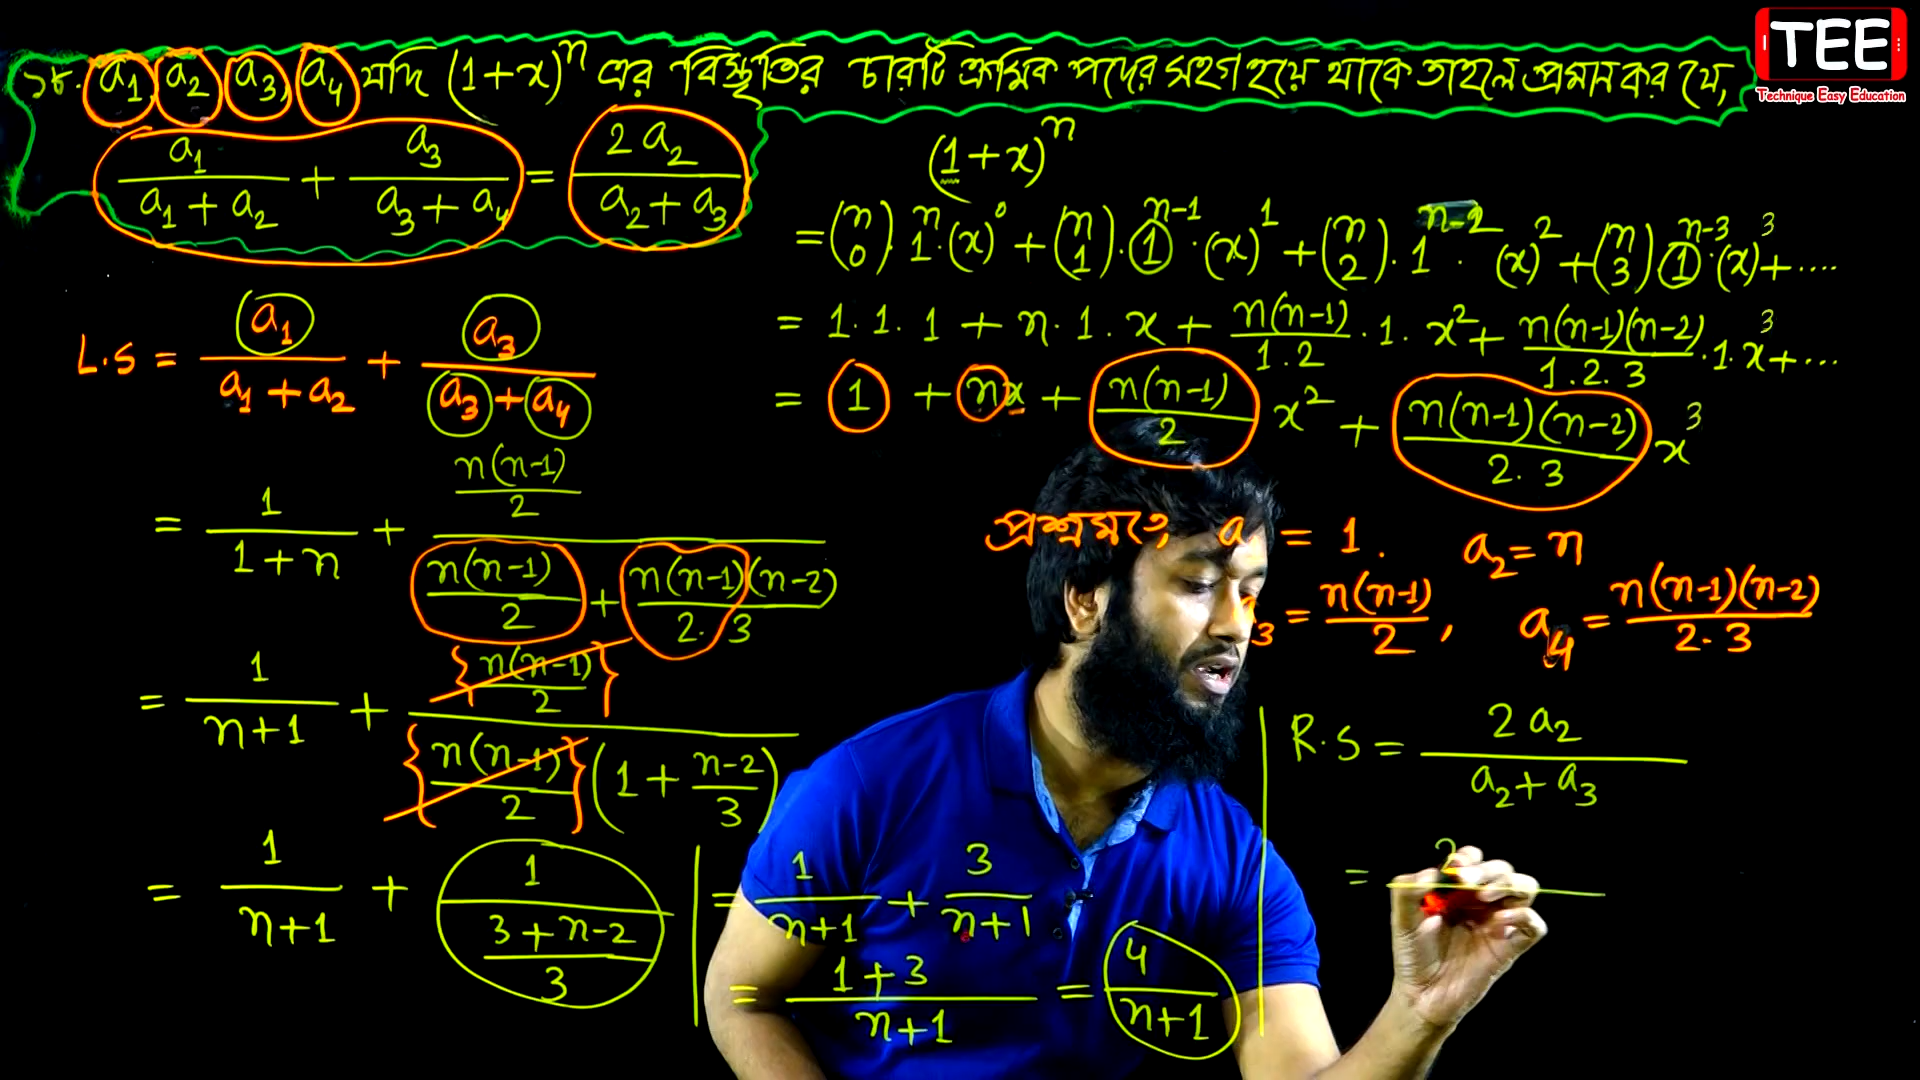 TEE
Technique Easy Education
১৮. a₁, a₂, a₃, a₄ যদি (1+x)ⁿ এর বিস্তৃতির চারটি ক্রমিক পদের সহগ হয়ে থাকে তাহলে প্রমান কর যে,
a₁/(a₁+a₂) + a₃/(a₃+a₄) = 2a₂/(a₂+a₃)
(1+x)ⁿ
= (n 0)·1ⁿ·(x)⁰ + (n 1)·1ⁿ⁻¹·(x)¹ + (n 2)·1ⁿ⁻²·(x)² + (n 3)·1ⁿ⁻³·(x)³ + ....
= 1·1·1 + n·1·x + n(n-1)/1.2 ·1·x² + n(n-1)(n-2)/1.2.3 ·1·x³ + ...
= 1 + nx + n(n-1)/2 x² + n(n-1)(n-2)/2.3 x³
প্রশ্নমতে, a = 1. a₂ = n
₃ = n(n-1)/2, a₄ = n(n-1)(n-2)/2.3
L.S = a₁/(a₁+a₂) + a₃/(a₃+a₄)
= 1/(1+n) + (n(n-1)/2)/(n(n-1)/2 + n(n-1)(n-2)/2.3)
= 1/(n+1) + {n(n-1)/2}/({n(n-1)/2}(1 + (n-2)/3))
= 1/(n+1) + 1/((3+n-2)/3)
= 1/(n+1) + 3/(n+1)
= (1+3)/(n+1) = 4/(n+1)
R.S = 2a₂/(a₂+a₃)
= 2